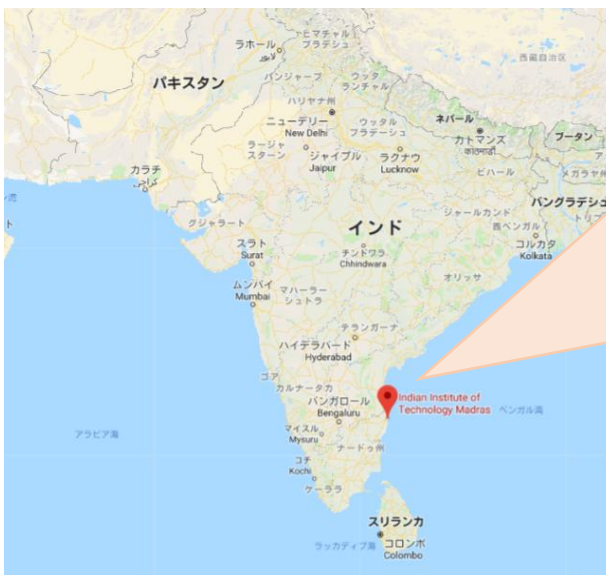 ヒマーチャル
プラデシュ
ラホール
لاہور
西蔵自治区
パキスタン
パンジャーブ
ウッタ
ランチャル
ハリヤナ州
ニューデリー
New Delhi
ウッタル
プラデーシュ
ネパール
カトマンズ
काठमाडौं
ブータン
ラージャ
スターン
ジャイプル
Jaipur
ラクナウ
Lucknow
ビハール
メガラヤ州
カラチ
کراچی
バングラデシュ
グジャラート
インド
ジャールカンド
西ベンガル
トリプ
コルカタ
Kolkata
スラト
Surat
チンドワラ
Chhindwara
オリッサ
ムンバイ
Mumbai
マハーラー
シュトラ
テランガーナ
ハイデラバード
Hyderabad
ゴア
カルナータカ
バンガロール
Bengaluru
Indian Institute of
Technology Madras
ベンガル湾
アラビア海
マイスル
Mysuru
タミル
ナードゥ州
コチ
Kochi
ケーララ
スリランカ
ラッカディブ海
コロンボ
Colombo